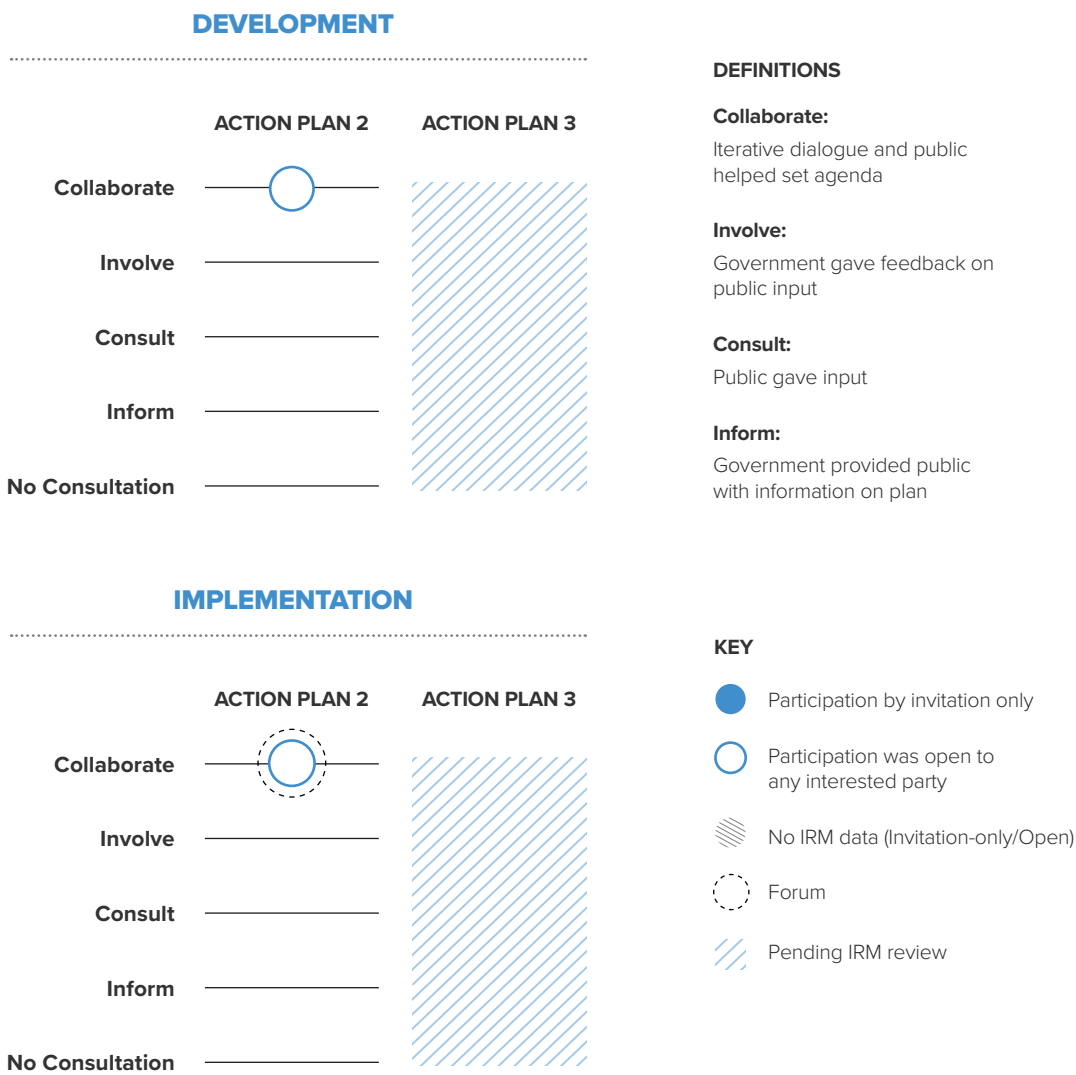 DEVELOPMENT
ACTION PLAN 2
ACTION PLAN 3
Collaborate
Involve
Consult
Inform
No Consultation
DEFINITIONS
Collaborate:
Iterative dialogue and public
helped set agenda
Involve:
Government gave feedback on
public input
Consult:
Public gave input
Inform:
Government provided public
with information on plan
IMPLEMENTATION
ACTION PLAN 2
ACTION PLAN 3
Collaborate
Involve
Consult
Inform
No Consultation
KEY
Participation by invitation only
Participation was open to
any interested party
No IRM data (Invitation-only/Open)
Forum
Pending IRM review